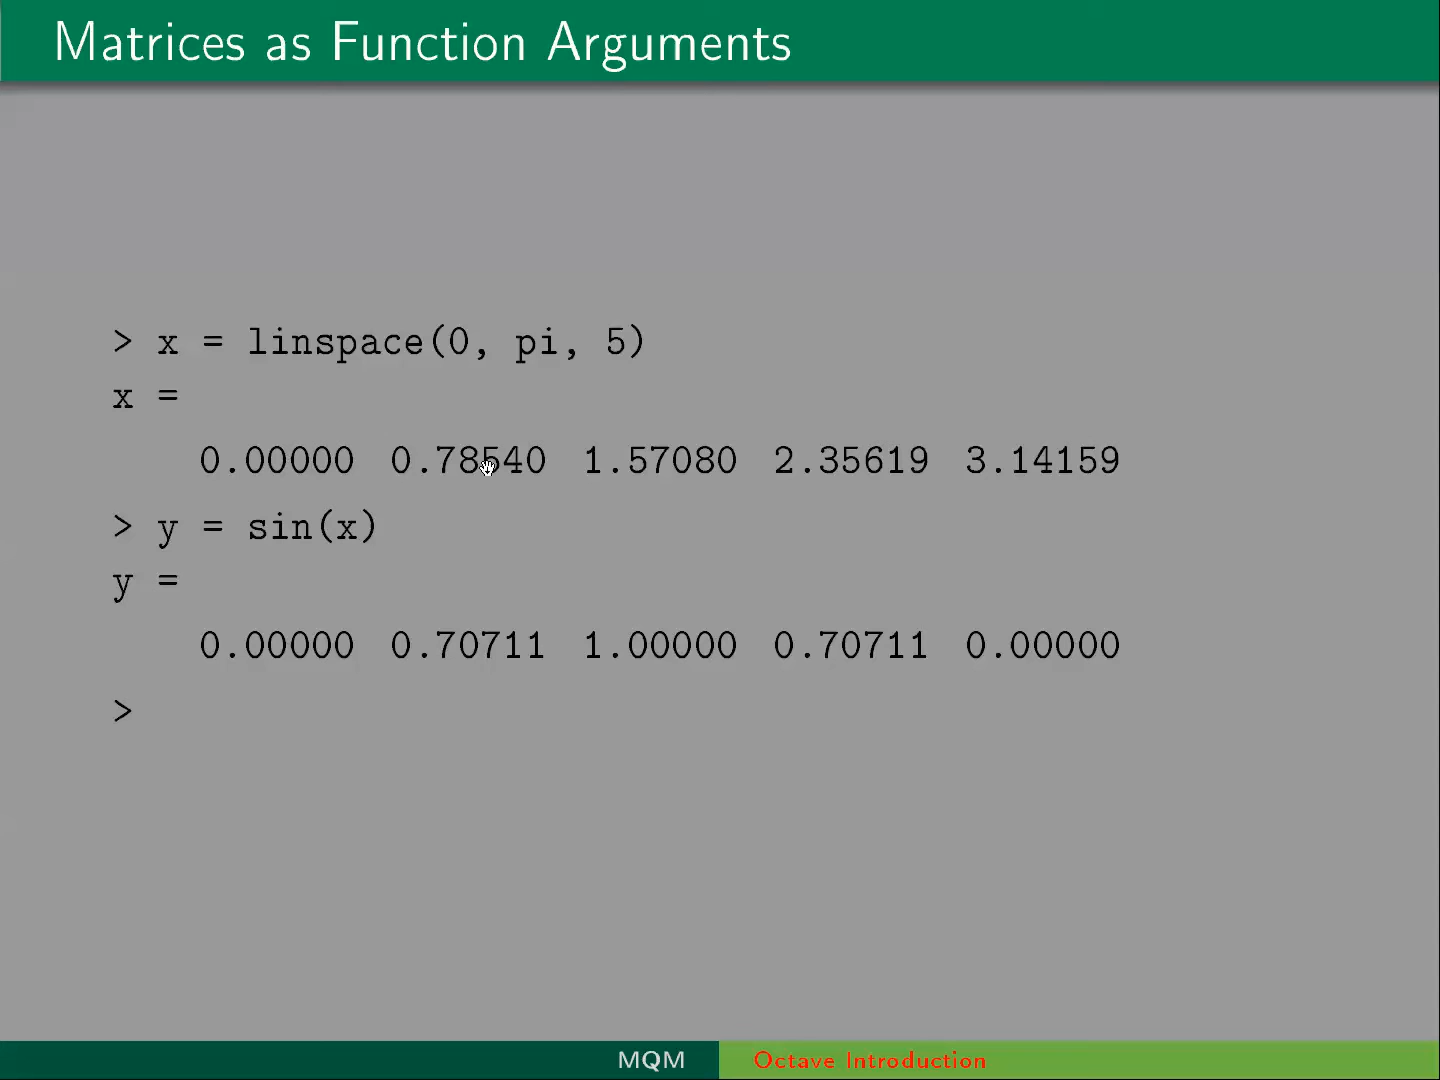 Matrices as Function Arguments
> x = linspace(0, pi, 5)
x =
0.00000 0.78540 1.57080 2.35619 3.14159
> y = sin(x)
y =
0.00000 0.70711 1.00000 0.70711 0.00000
>
MQM Octave Introduction